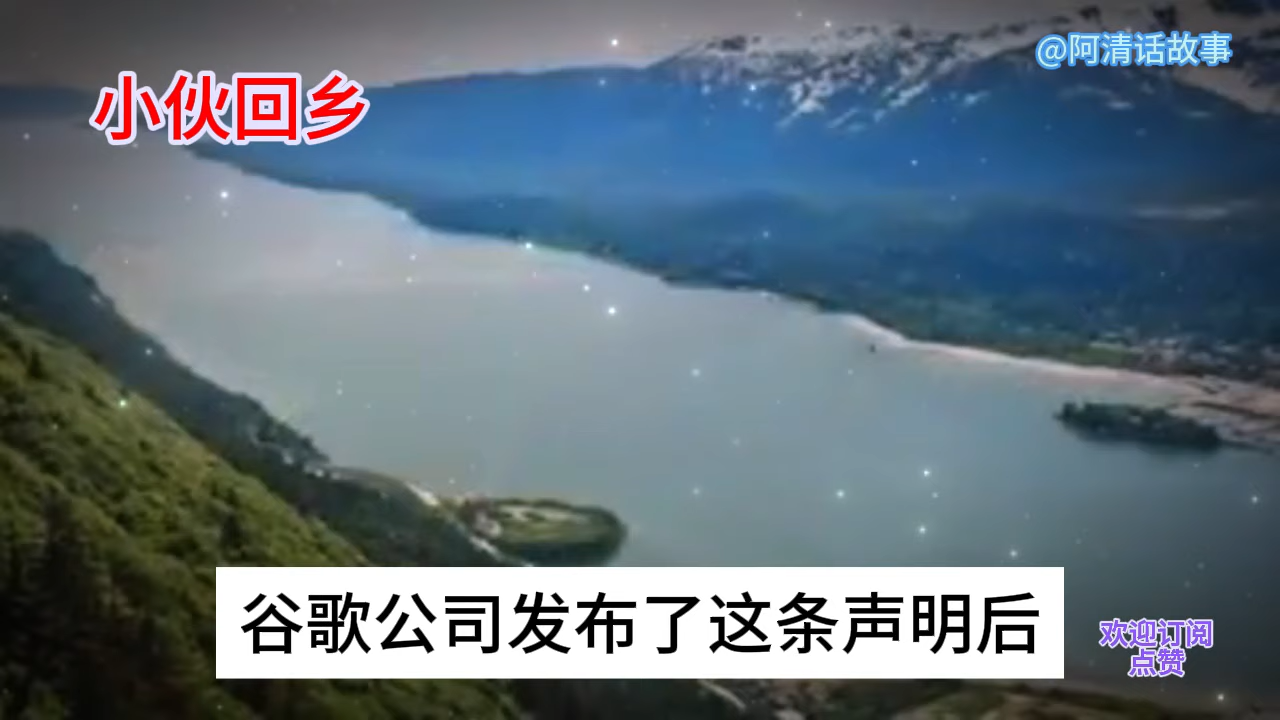 @阿清话故事
小伙回乡
谷歌公司发布了这条声明后
欢迎订阅
点赞